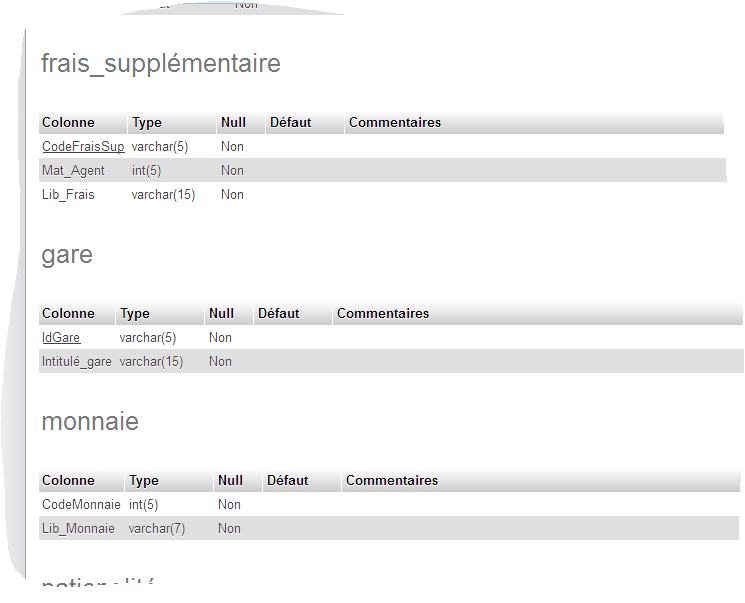 Non
frais_supplémentaire
Colonne Type Null Défaut Commentaires
CodeFraisSup varchar(5) Non
Mat_Agent int(5) Non
Lib_Frais varchar(15) Non
gare
Colonne Type Null Défaut Commentaires
IdGare varchar(5) Non
Intitulé_gare varchar(15) Non
monnaie
Colonne Type Null Défaut Commentaires
CodeMonnaie int(5) Non
Lib_Monnaie varchar(7) Non